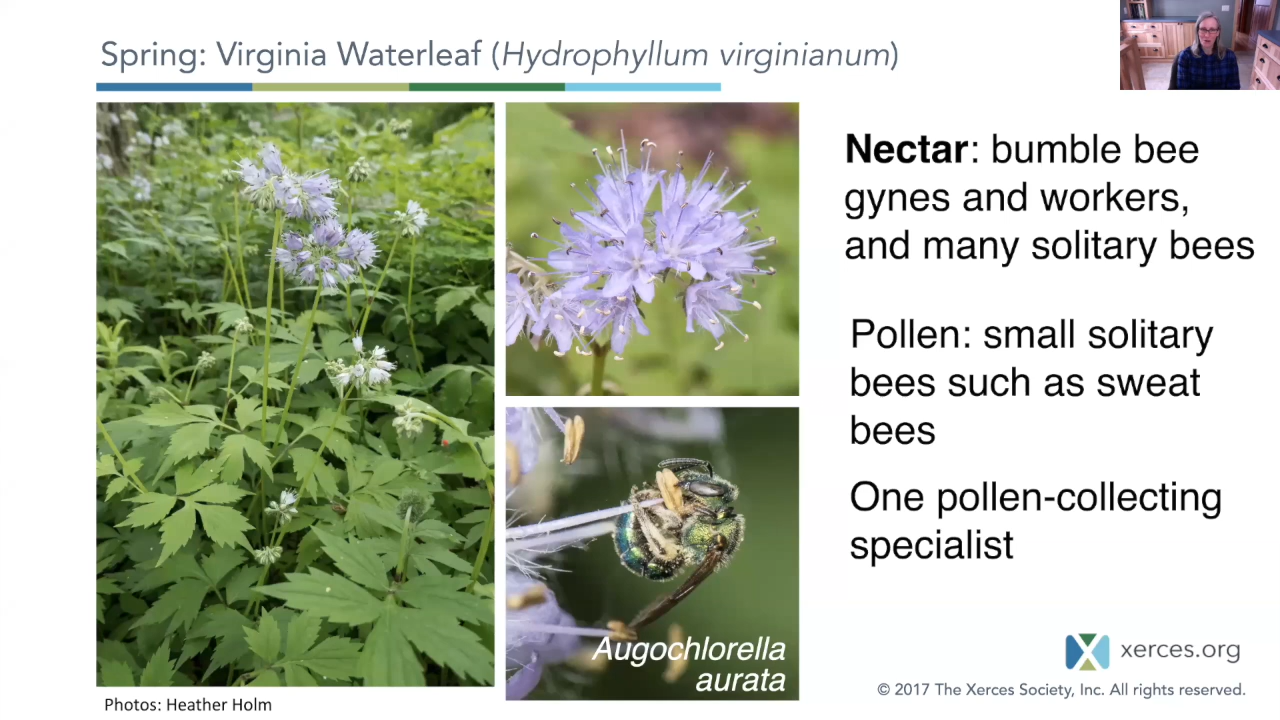 Spring: Virginia Waterleaf (Hydrophyllum virginianum)
Nectar: bumble bee
gynes and workers,
and many solitary bees
Pollen: small solitary
bees such as sweat
bees
One pollen-collecting
specialist
Augochlorella
aurata
xerces.org
© 2017 The Xerces Society, Inc. All rights reserved.
Photos: Heather Holm